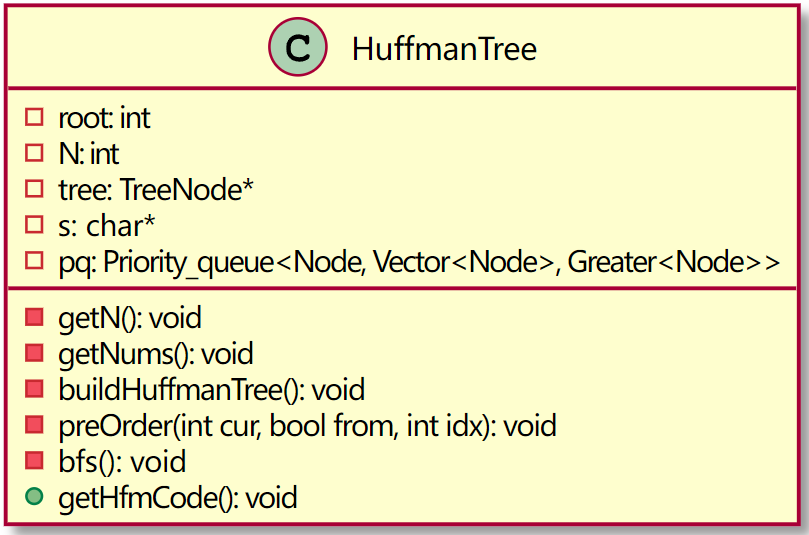 C HuffmanTree
root: int
N: int
tree: TreeNode*
s: char*
pq: Priority_queue<Node, Vector<Node>, Greater<Node>>
getN(): void
getNums(): void
buildHuffmanTree(): void
preOrder(int cur, bool from, int idx): void
bfs(): void
getHfmCode(): void